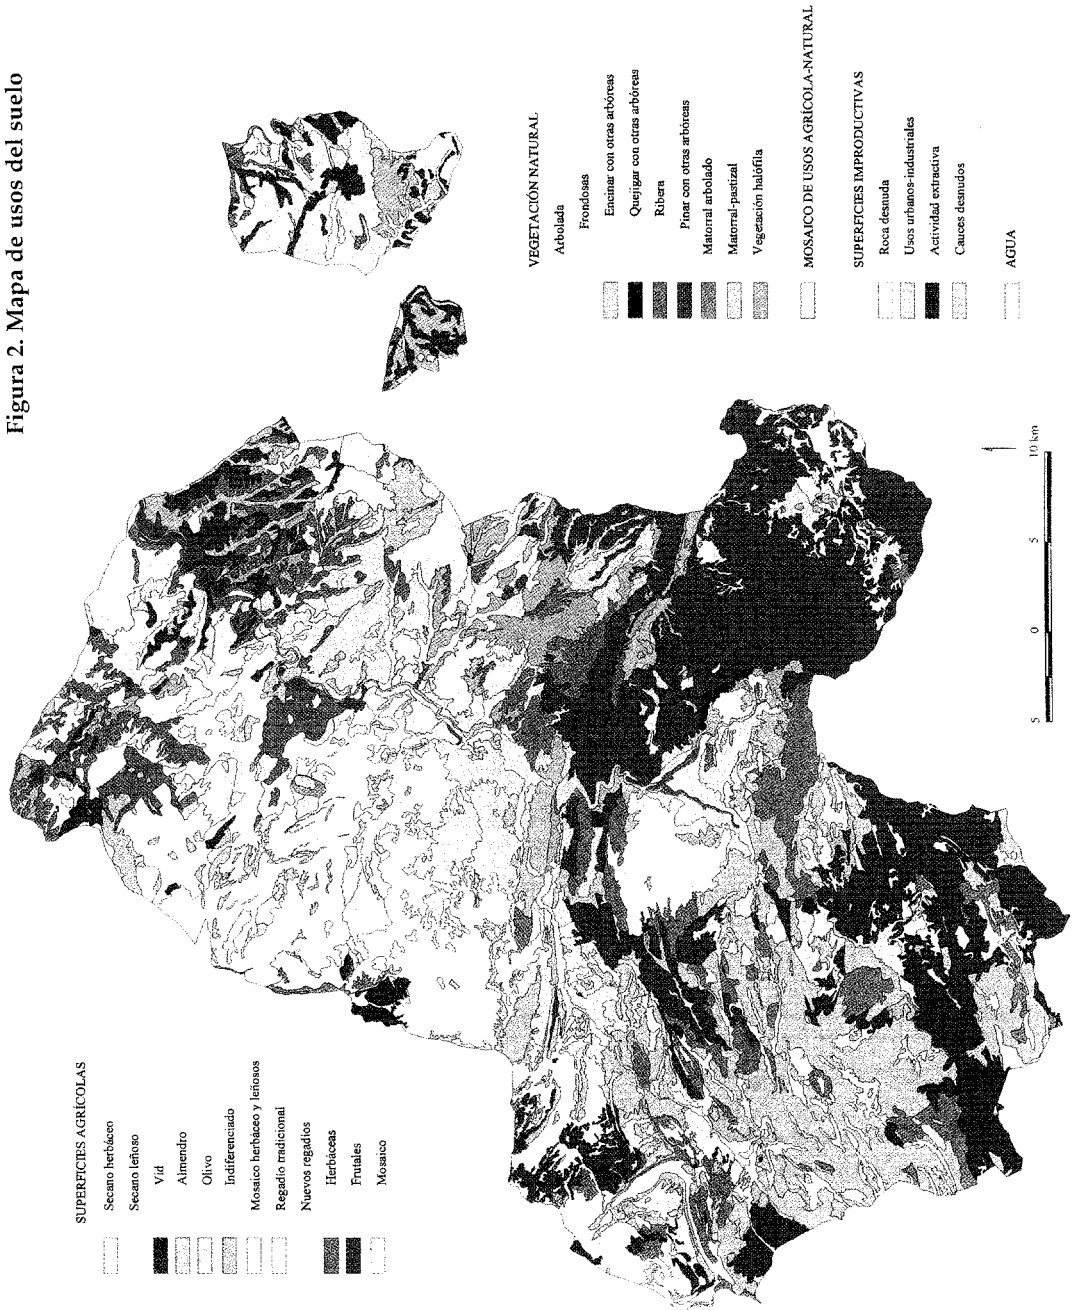 Figura 2. Mapa de usos del suelo
SUPERFICIES AGRÍCOLAS
Secano herbáceo
Secano leñoso
Vid
Almendro
Olivo
Indiferenciado
Mosaico herbáceo y leñosos
Regadío tradicional
Nuevos regadíos
Herbáceas
Frutales
Mosaico
VEGETACIÓN NATURAL
Arbolada
Frondosas
Encinar con otras arbóreas
Quejigar con otras arbóreas
Ribera
Pinar con otras arbóreas
Matorral arbolado
Matorral-pastizal
Vegetación halófila
MOSAICO DE USOS AGRÍCOLA-NATURAL
SUPERFICIES IMPRODUCTIVAS
Roca desnuda
Usos urbanos-industriales
Actividad extractiva
Cauces desnudos
AGUA
5 0 5 10 km